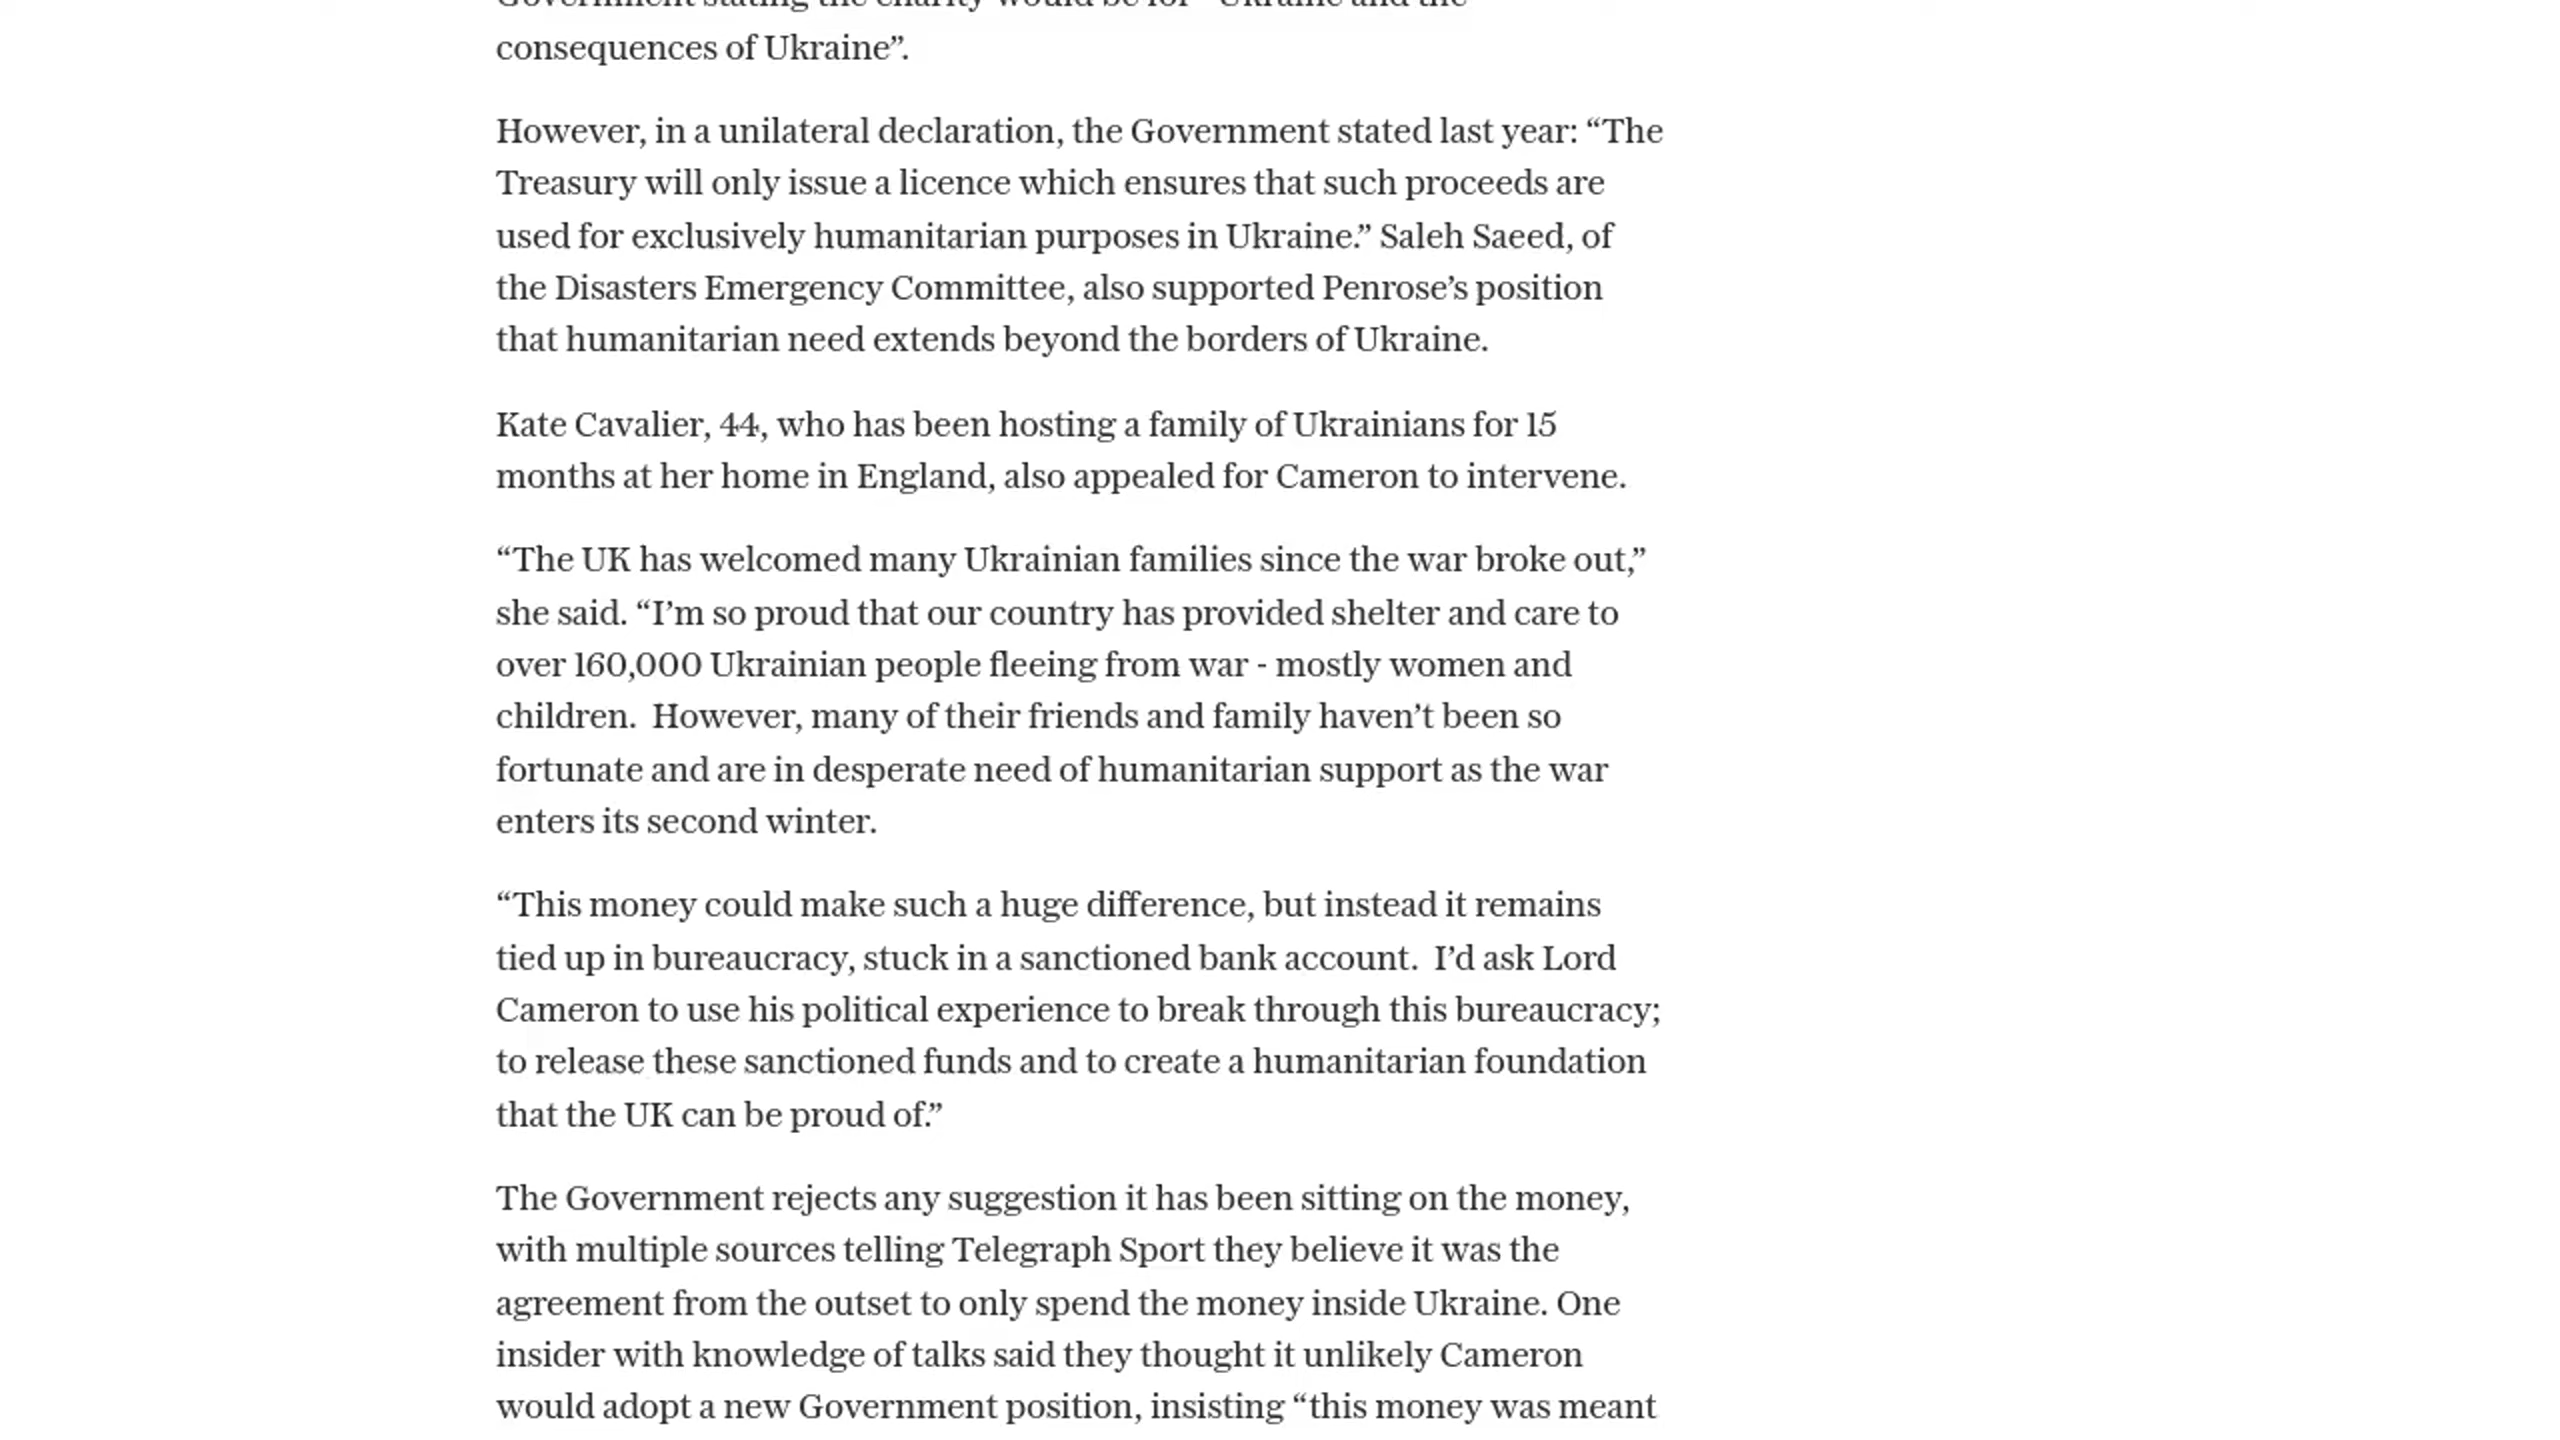 Government stating the charity would be for “Ukraine and the
consequences of Ukraine”.
However, in a unilateral declaration, the Government stated last year: “The
Treasury will only issue a licence which ensures that such proceeds are
used for exclusively humanitarian purposes in Ukraine.” Saleh Saeed, of
the Disasters Emergency Committee, also supported Penrose’s position
that humanitarian need extends beyond the borders of Ukraine.
Kate Cavalier, 44, who has been hosting a family of Ukrainians for 15
months at her home in England, also appealed for Cameron to intervene.
“The UK has welcomed many Ukrainian families since the war broke out,”
she said. “I’m so proud that our country has provided shelter and care to
over 160,000 Ukrainian people fleeing from war - mostly women and
children.  However, many of their friends and family haven’t been so
fortunate and are in desperate need of humanitarian support as the war
enters its second winter.
“This money could make such a huge difference, but instead it remains
tied up in bureaucracy, stuck in a sanctioned bank account.  I’d ask Lord
Cameron to use his political experience to break through this bureaucracy;
to release these sanctioned funds and to create a humanitarian foundation
that the UK can be proud of.”
The Government rejects any suggestion it has been sitting on the money,
with multiple sources telling Telegraph Sport they believe it was the
agreement from the outset to only spend the money inside Ukraine. One
insider with knowledge of talks said they thought it unlikely Cameron
would adopt a new Government position, insisting “this money was meant